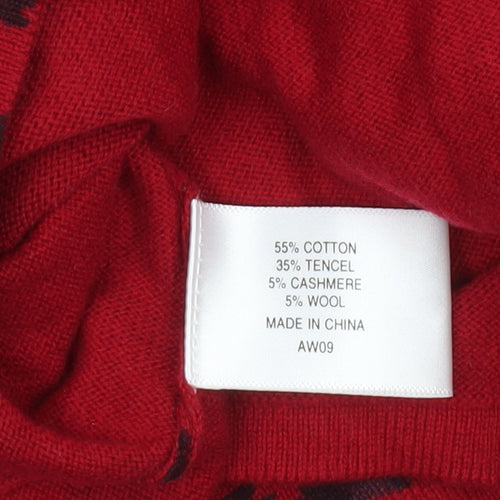 55% COTTON
35% TENCEL
5% CASHMERE
5% WOOL
MADE IN CHINA
AW09